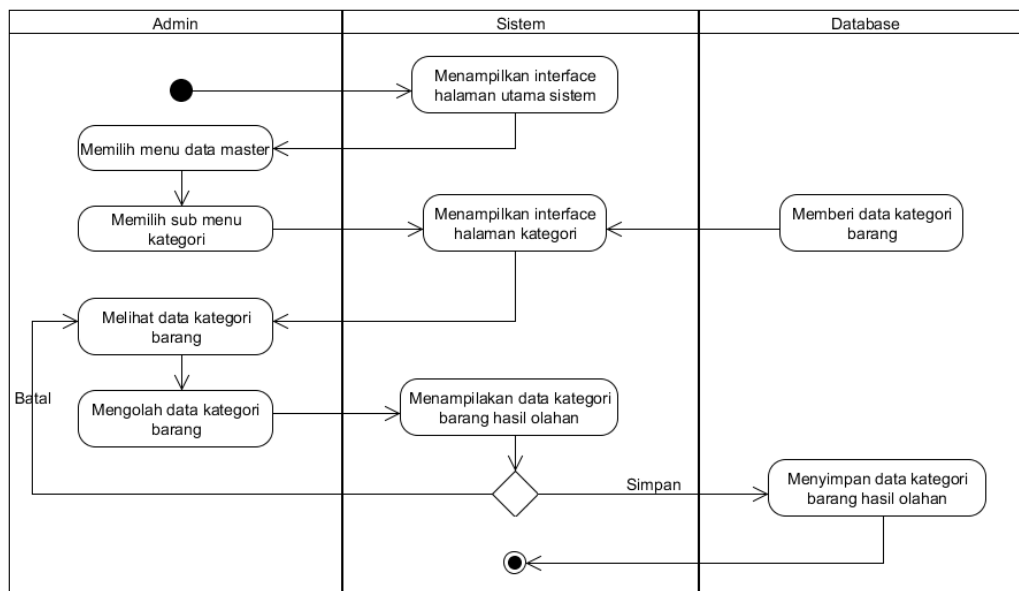 Admin
Sistem
Database
Menampilkan interface
halaman utama sistem
Memilih menu data master
Memilih sub menu
kategori
Menampilkan interface
halaman kategori
Memberi data kategori
barang
Melihat data kategori
barang
Batal
Mengolah data kategori
barang
Menampilakan data kategori
barang hasil olahan
Simpan
Menyimpan data kategori
barang hasil olahan